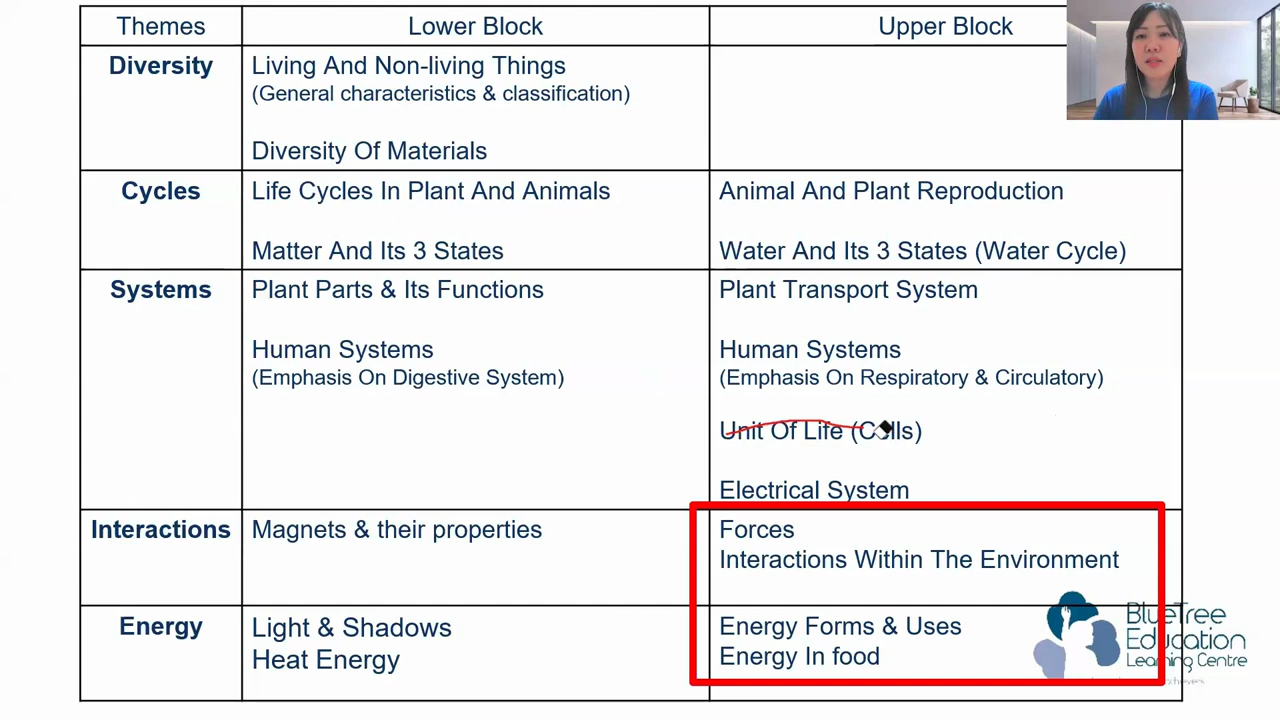 Themes
Lower Block
Upper Block
Diversity
Living And Non-living Things
(General characteristics & classification)
Diversity Of Materials
Cycles
Life Cycles In Plant And Animals
Matter And Its 3 States
Animal And Plant Reproduction
Water And Its 3 States (Water Cycle)
Systems
Plant Parts & Its Functions
Human Systems
(Emphasis On Digestive System)
Plant Transport System
Human Systems
(Emphasis On Respiratory & Circulatory)
Unit Of Life (Cells)
Electrical System
Interactions
Magnets & their properties
Forces
Interactions Within The Environment
Energy
Light & Shadows
Heat Energy
Energy Forms & Uses
Energy In food
BlueTree
Education
Learning Centre